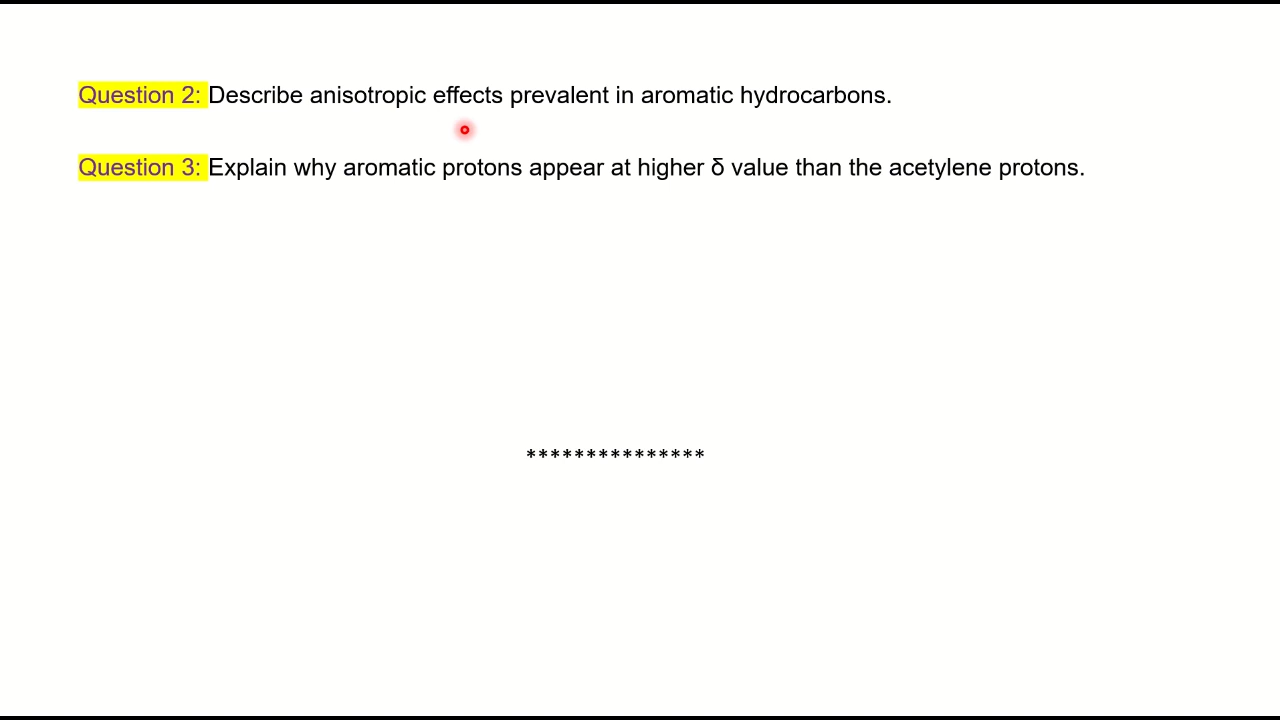 Question 2: Describe anisotropic effects prevalent in aromatic hydrocarbons.
Question 3: Explain why aromatic protons appear at higher δ value than the acetylene protons.
***************